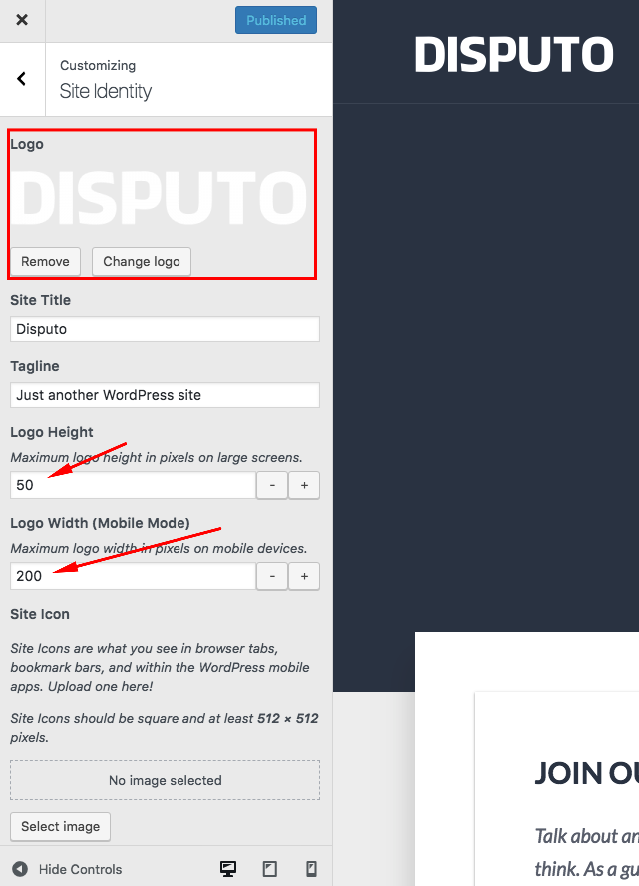 Published
DISPUTO
Customizing
Site Identity
Logo
DISPUTO
Remove
Change logo
Site Title
Disputo
Tagline
Just another WordPress site
Logo Height
Maximum logo height in pixels on large screens.
50
-
+
Logo Width (Mobile Mode)
Maximum logo width in pixels on mobile devices.
200
-
+
Site Icon
Site Icons are what you see in browser tabs,
bookmark bars, and within the WordPress mobile
apps. Upload one here!
Site Icons should be square and at least 512 × 512
pixels.
No image selected
Select image
Hide Controls
JOIN OU
Talk about an
think. As a gu